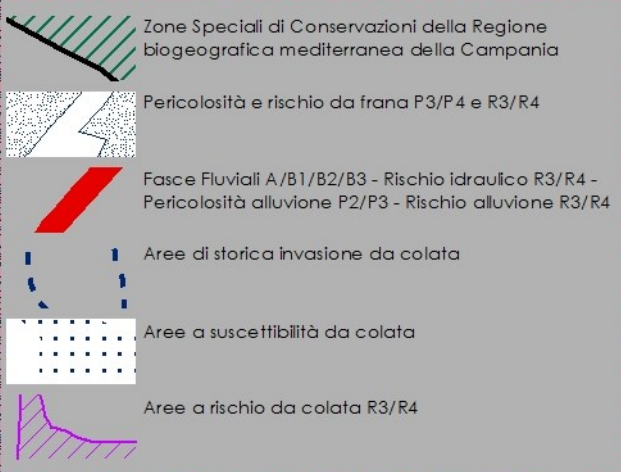 Zone Speciali di Conservazioni della Regione
biogeografica mediterranea della Campania
Pericolosità e rischio da frana P3/P4 e R3/R4
Fasce Fluviali A/B1/B2/B3 - Rischio idraulico R3/R4 -
Pericolosità alluvione P2/P3 - Rischio alluvione R3/R4
Aree di storica invasione da colata
Aree a suscettibilità da colata
Aree a rischio da colata R3/R4